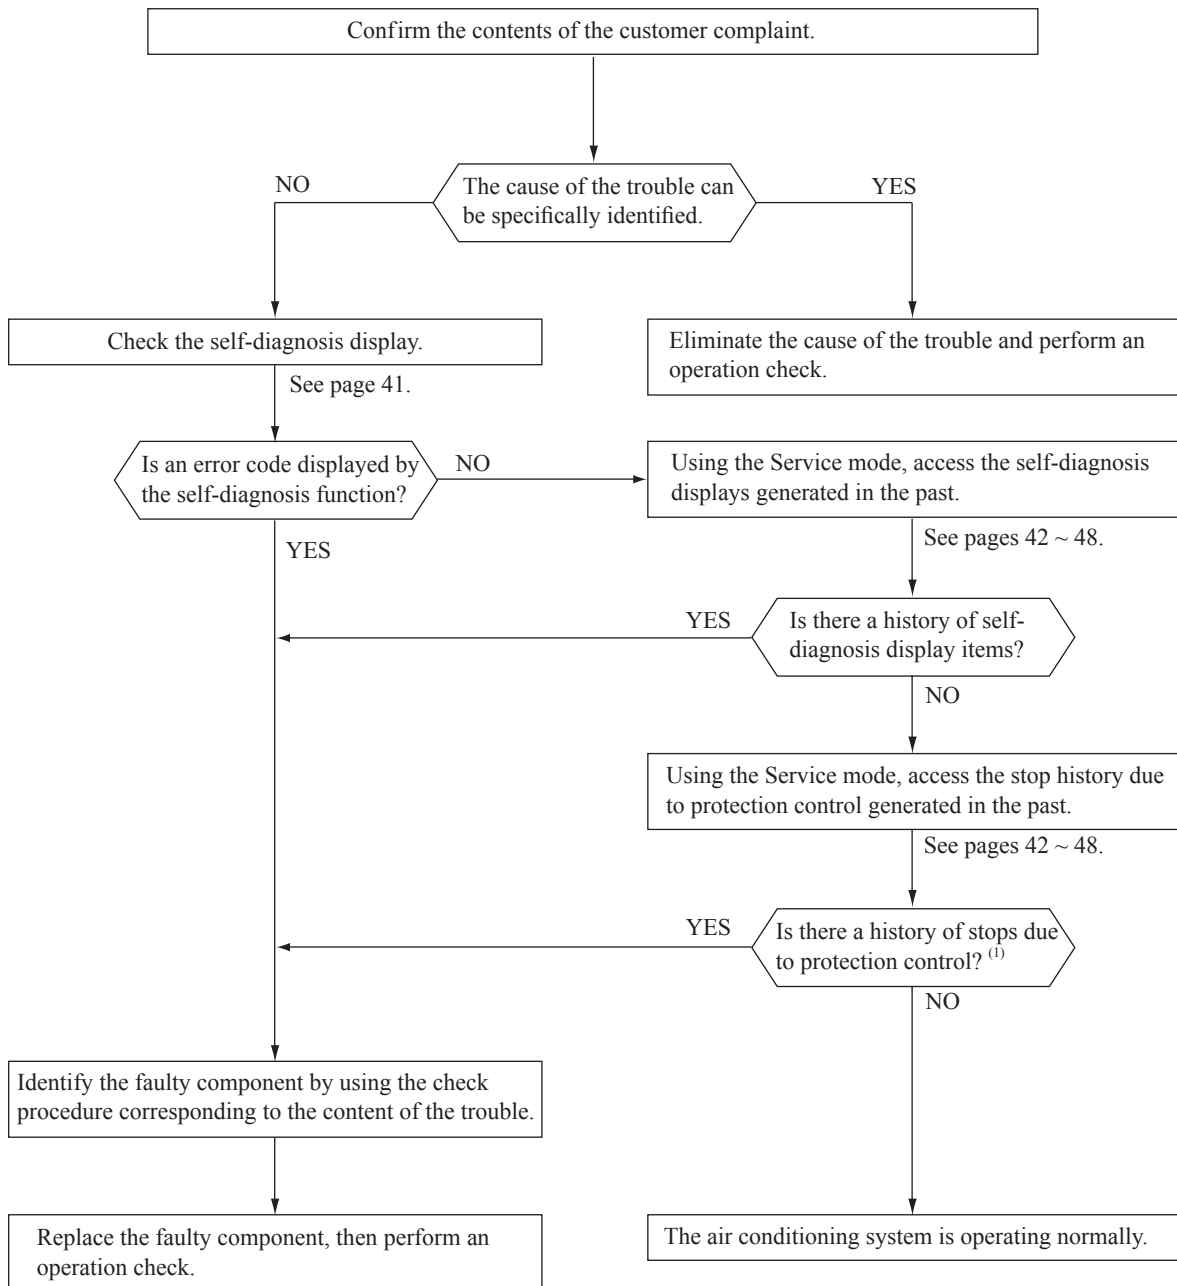 Confirm the contents of the customer complaint.
The cause of the trouble can
be specifically identified.
NO
YES
Check the self-diagnosis display.
See page 41.
Eliminate the cause of the trouble and perform an
operation check.
Is an error code displayed by
the self-diagnosis function?
NO
YES
Using the Service mode, access the self-diagnosis
displays generated in the past.
See pages 42 ~ 48.
Is there a history of self-
diagnosis display items?
YES
NO
Using the Service mode, access the stop history due
to protection control generated in the past.
See pages 42 ~ 48.
Is there a history of stops due
to protection control? (1)
YES
NO
Identify the faulty component by using the check
procedure corresponding to the content of the trouble.
Replace the faulty component, then perform an
operation check.
The air conditioning system is operating normally.